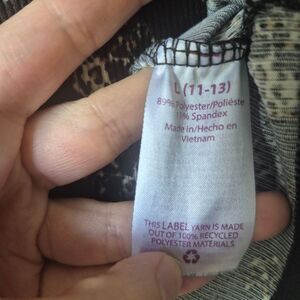 L (11-13)
89% Polyester/Poliéster
11% Spandex
Made in/Hecho en
Vietnam
THIS LABEL YARN IS MADE
OUT OF 100% RECYCLED
POLYESTER MATERIALS